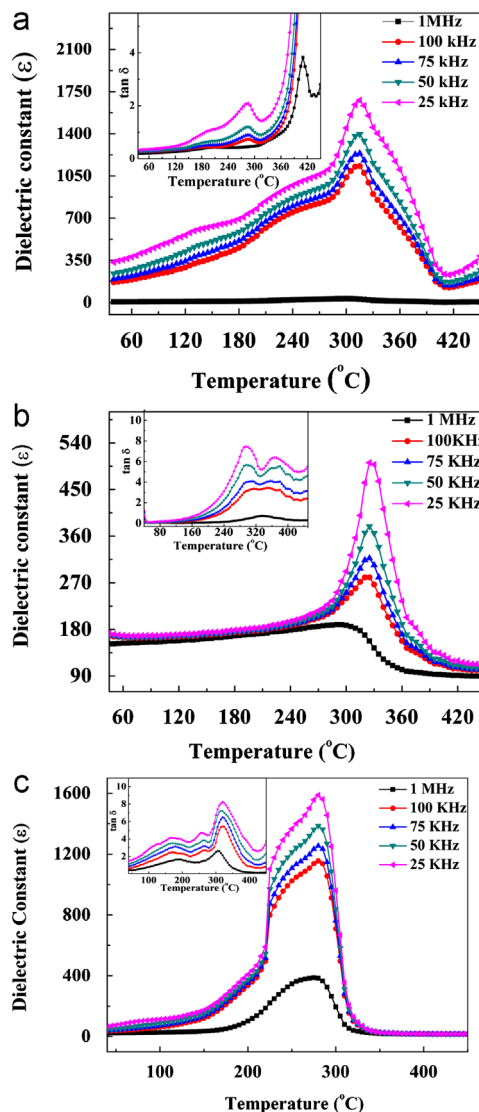 a
1MHz
100 kHz
75 kHz
50 kHz
25 kHz
2100
1750
1400
1050
700
350
0
Dielectric constant (ε)
6
4
2
0
tan δ
60 120 180 240 300 360 420
Temperature (°C)
60 120 180 240 300 360 420
Temperature (°C)
b
1 MHz
100KHz
75 KHz
50 KHz
25 KHz
540
450
360
270
180
90
Dielectric constant (ε)
10
8
6
4
2
0
tan δ
80 160 240 320 400
Temperature (°C)
60 120 180 240 300 360 420
Temperature (°C)
c
1 MHz
100 KHz
75 KHz
50 KHz
25 KHz
1600
1200
800
400
0
Dielectric Constant (ε)
10
8
6
4
2
0
tan δ
100 200 300 400
Temperature (°C)
100 200 300 400
Temperature (°C)